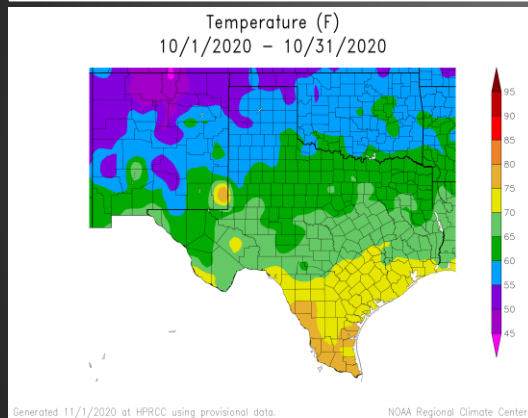 Temperature (F)
10/1/2020 – 10/31/2020
95
90
85
80
75
70
65
60
55
50
45
Generated 11/1/2020 at HPRCC using provisional data.
NOAA Regional Climate Center